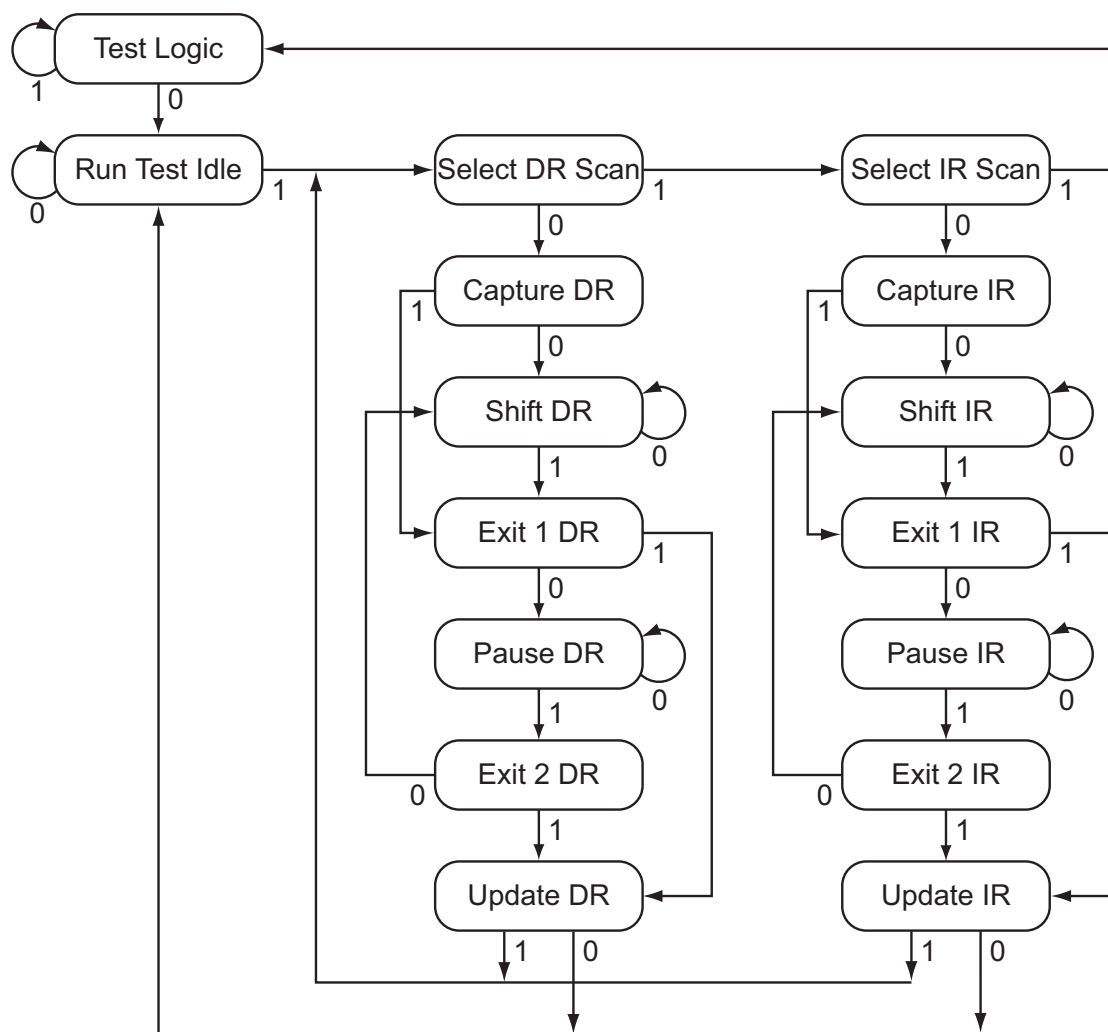 Test Logic
1
0
Run Test Idle
0
1
Select DR Scan
1
0
Select IR Scan
1
0
Capture DR
1
0
Capture IR
1
0
Shift DR
0
1
Shift IR
0
1
Exit 1 DR
1
0
Exit 1 IR
1
0
Pause DR
0
1
Pause IR
0
1
Exit 2 DR
0
1
Exit 2 IR
0
1
Update DR
1
0
Update IR
1
0